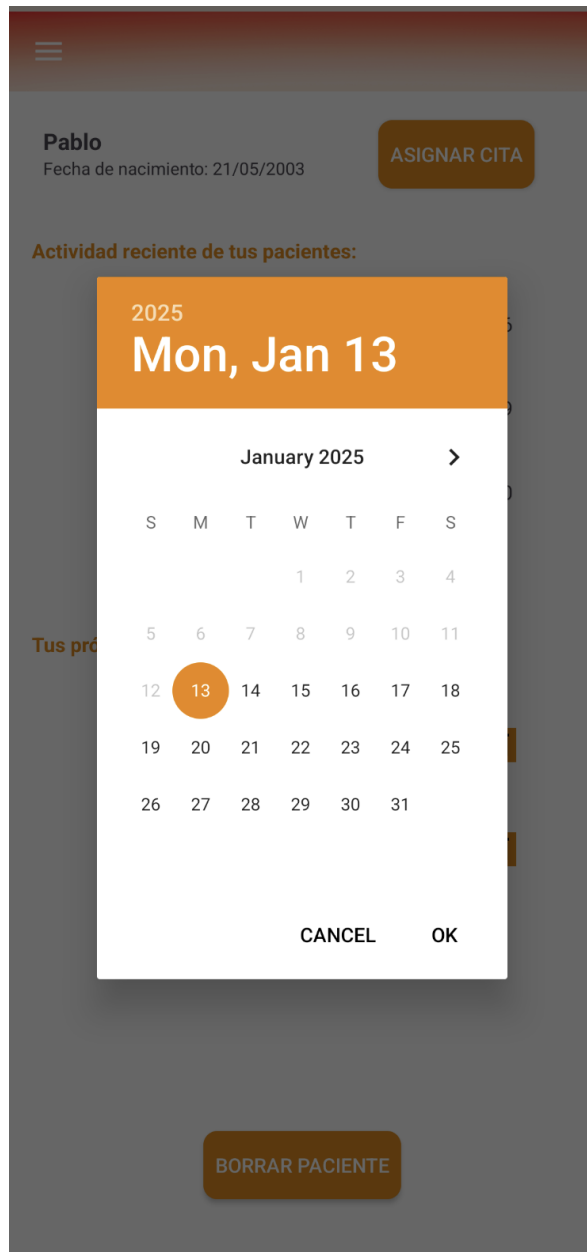 Pablo
Fecha de nacimiento: 21/05/2003
ASIGNAR CITA
Actividad reciente de tus pacientes:
2025
Mon, Jan 13
January 2025
S M T W T F S
1 2 3 4
5 6 7 8 9 10 11
12 13 14 15 16 17 18
19 20 21 22 23 24 25
26 27 28 29 30 31
Tus
CANCEL OK
BORRAR PACIENTE